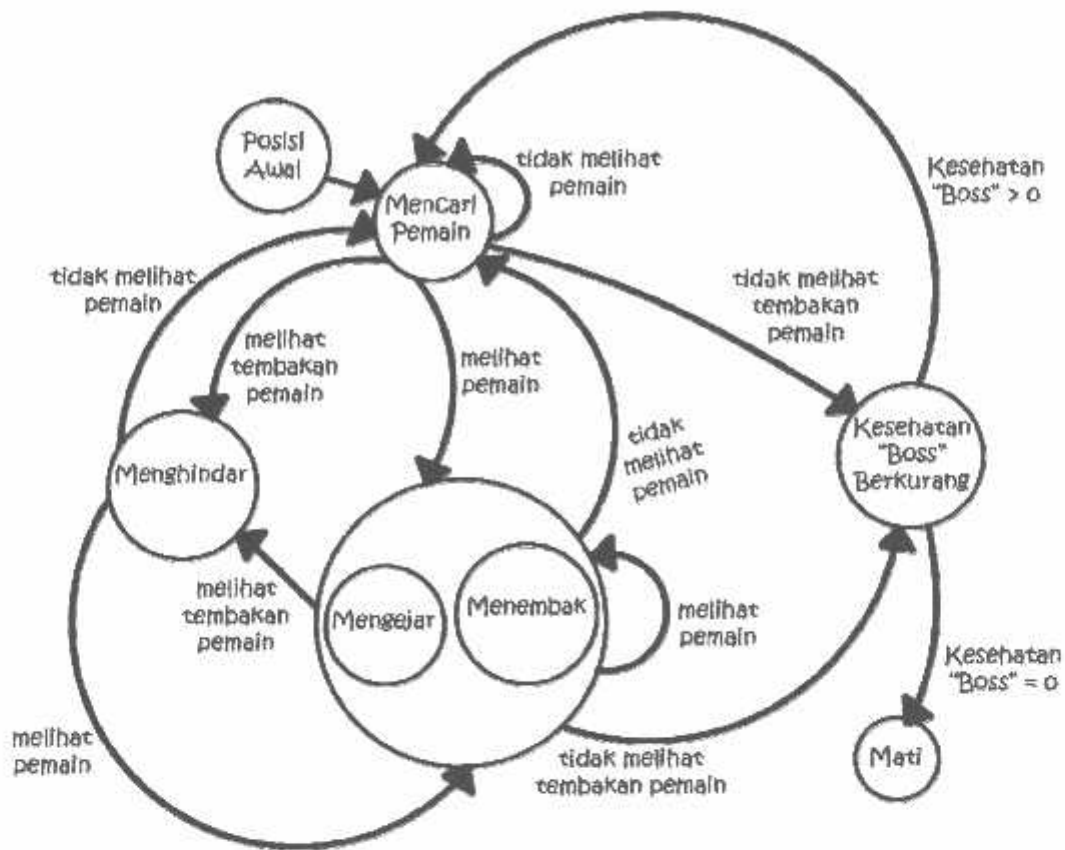 Posisi
Awal
tidak melihat
pemain
Mencari
Pemain
Kesehatan
"Boss" > 0
tidak melihat
pemain
tidak melihat
tembakan
pemain
melihat
tembakan
pemain
melihat
pemain
Kesehatan
"Boss"
Berkurang
tidak
melihat
pemain
Menghindar
melihat
tembakan
pemain
Mengejar
Menembak
melihat
pemain
Kesehatan
"Boss" = 0
melihat
pemain
tidak melihat
tembakan pemain
Mati